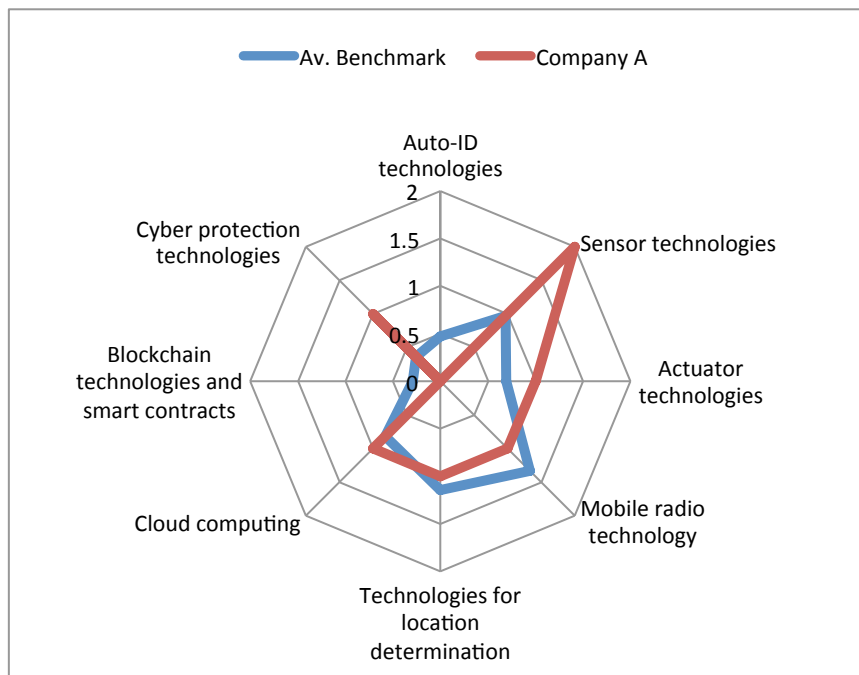 Av. Benchmark
Company A
Auto-ID
technologies
2
1.5
1
0.5
0
Sensor technologies
Actuator
technologies
Mobile radio
technology
Technologies for
location
determination
Cloud computing
Blockchain
technologies and
smart contracts
Cyber protection
technologies